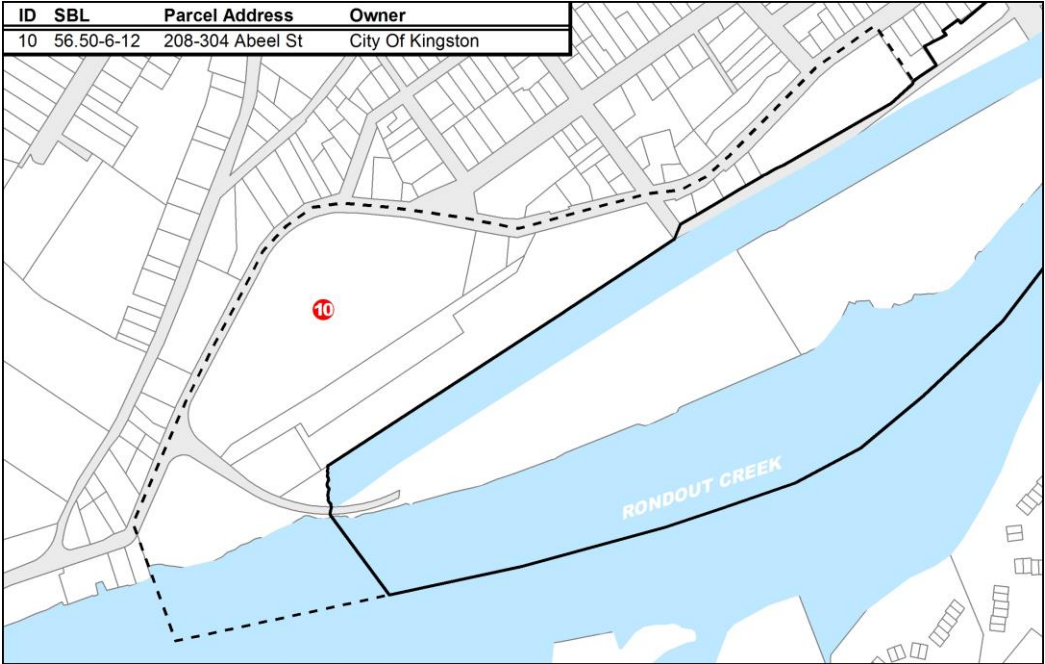 ID SBL Parcel Address Owner
10 56.50-6-12 208-304 Abeel St City Of Kingston
10
RONDOUT CREEK